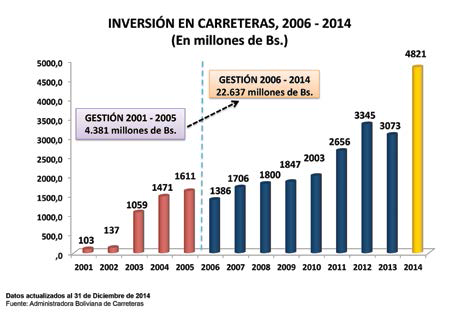 INVERSIÓN EN CARRETERAS, 2006 - 2014
(En millones de Bs.)
5000,0
4500,0
4000,0
3500,0
3000,0
2500,0
2000,0
1500,0
1000,0
500,0
,0
GESTIÓN 2001 - 2005
4.381 millones de Bs.
GESTIÓN 2006 - 2014
22.637 millones de Bs.
103
137
1059
1471
1611
1386
1706
1800
1847
2003
2656
3345
3073
4821
2001 2002 2003 2004 2005 2006 2007 2008 2009 2010 2011 2012 2013 2014
Datos actualizados al 31 de Diciembre de 2014
Fuente: Administradora Boliviana de Carreteras